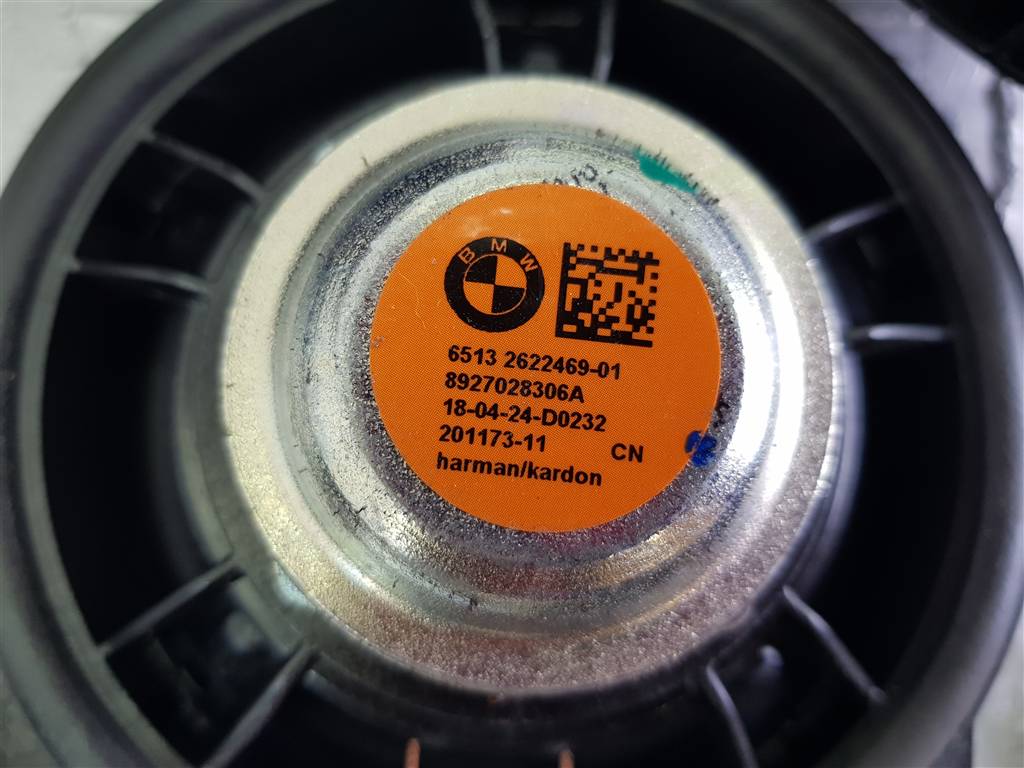 BMW
6513 2622469-01
8927028306A
18-04-24-D0232
201173-11 CN
harman/kardon